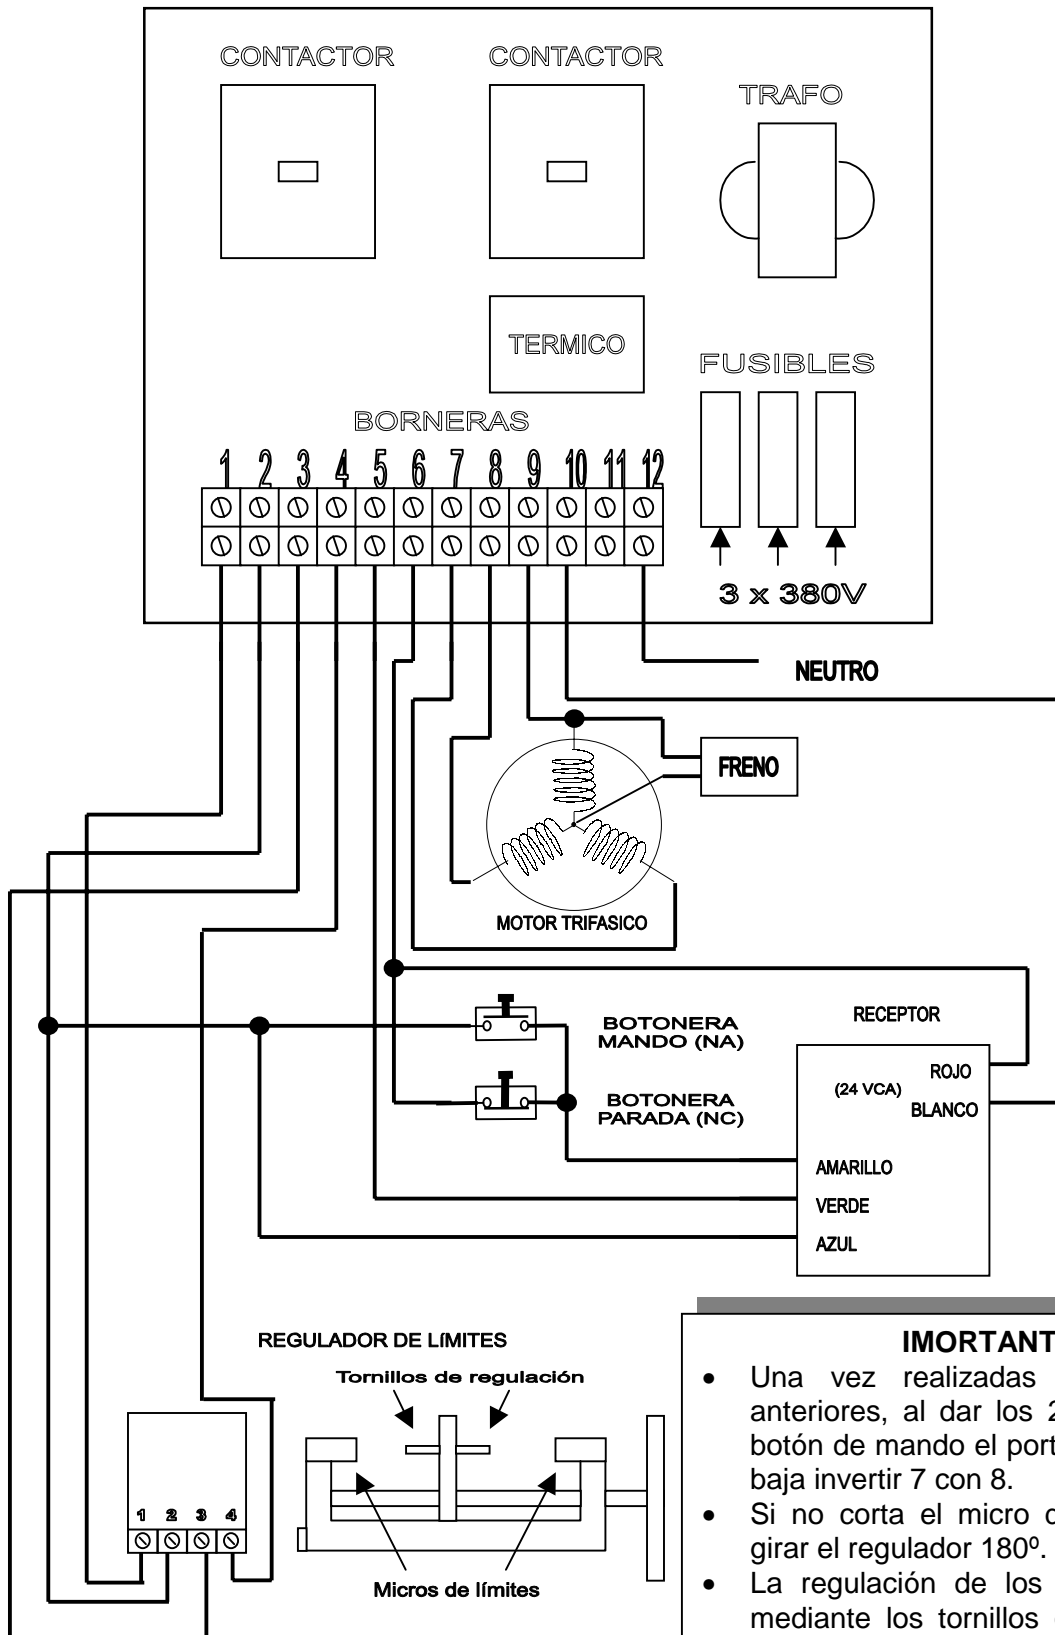 CONTACTOR CONTACTOR
TRAFO
TERMICO
FUSIBLES
BORNERAS
1 2 3 4 5 6 7 8 9 10 11 12
3 x 380V
NEUTRO
FRENO
MOTOR TRIFASICO
BOTONERA
MANDO (NA)
RECEPTOR
ROJO
(24 VCA)
BLANCO
BOTONERA
PARADA (NC)
AMARILLO
VERDE
AZUL
REGULADOR DE LÍMITES
Tornillos de regulación
1 2 3 4
Micros de límites
IMORTANT
• Una vez realizadas
anteriores, al dar los 2
botón de mando el port
baja invertir 7 con 8.
• Si no corta el micro d
girar el regulador 180º.
• La regulación de los
mediante los tornillos